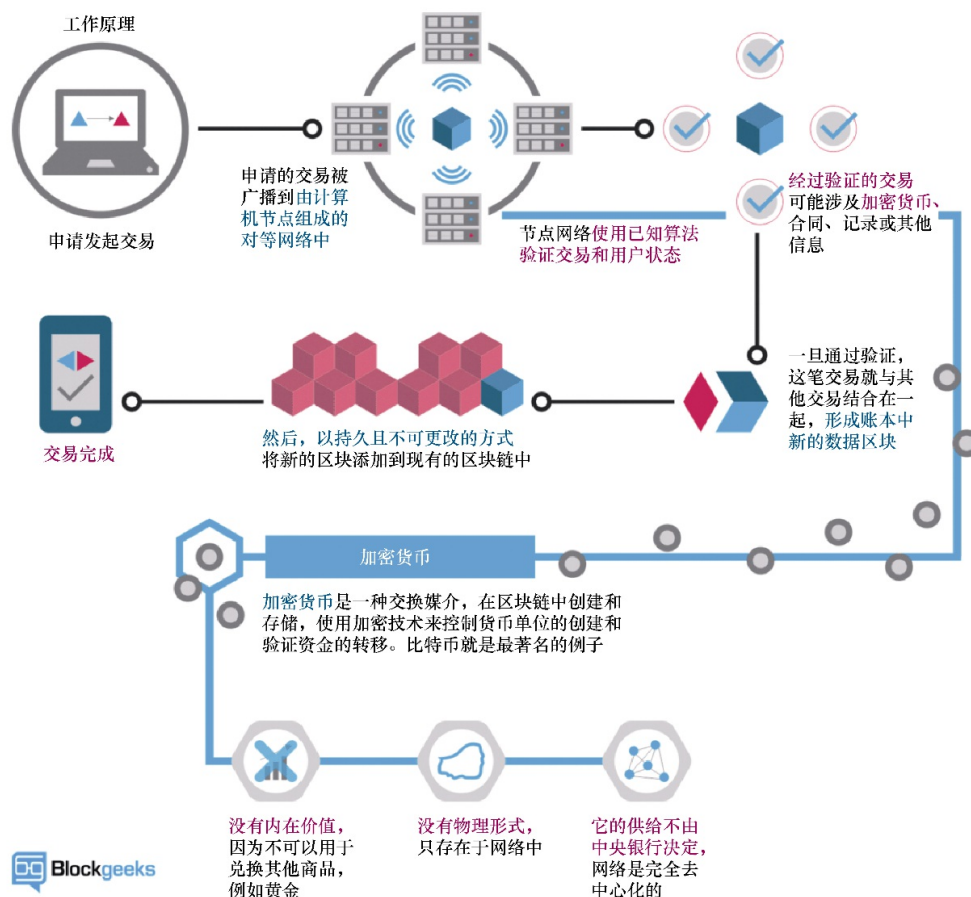 工作原理
申请发起交易
申请的交易被
广播到由计算
机节点组成的
对等网络中
节点网络使用已知算法
验证交易和用户状态
经过验证的交易
可能涉及加密货币、
合同、记录或其他
信息
一旦通过验证，
这笔交易就与其
他交易结合在一
起，形成账本中
新的数据区块
然后，以持久且不可更改的方式
将新的区块添加到现有的区块链中
交易完成
加密货币
加密货币是一种交换媒介，在区块链中创建和
存储，使用加密技术来控制货币单位的创建和
验证资金的转移。比特币就是最著名的例子
没有内在价值，
因为不可以用于
兑换其他商品，
例如黄金
没有物理形式，
只存在于网络中
它的供给不由
中央银行决定，
网络是完全去
中心化的
Blockgeeks